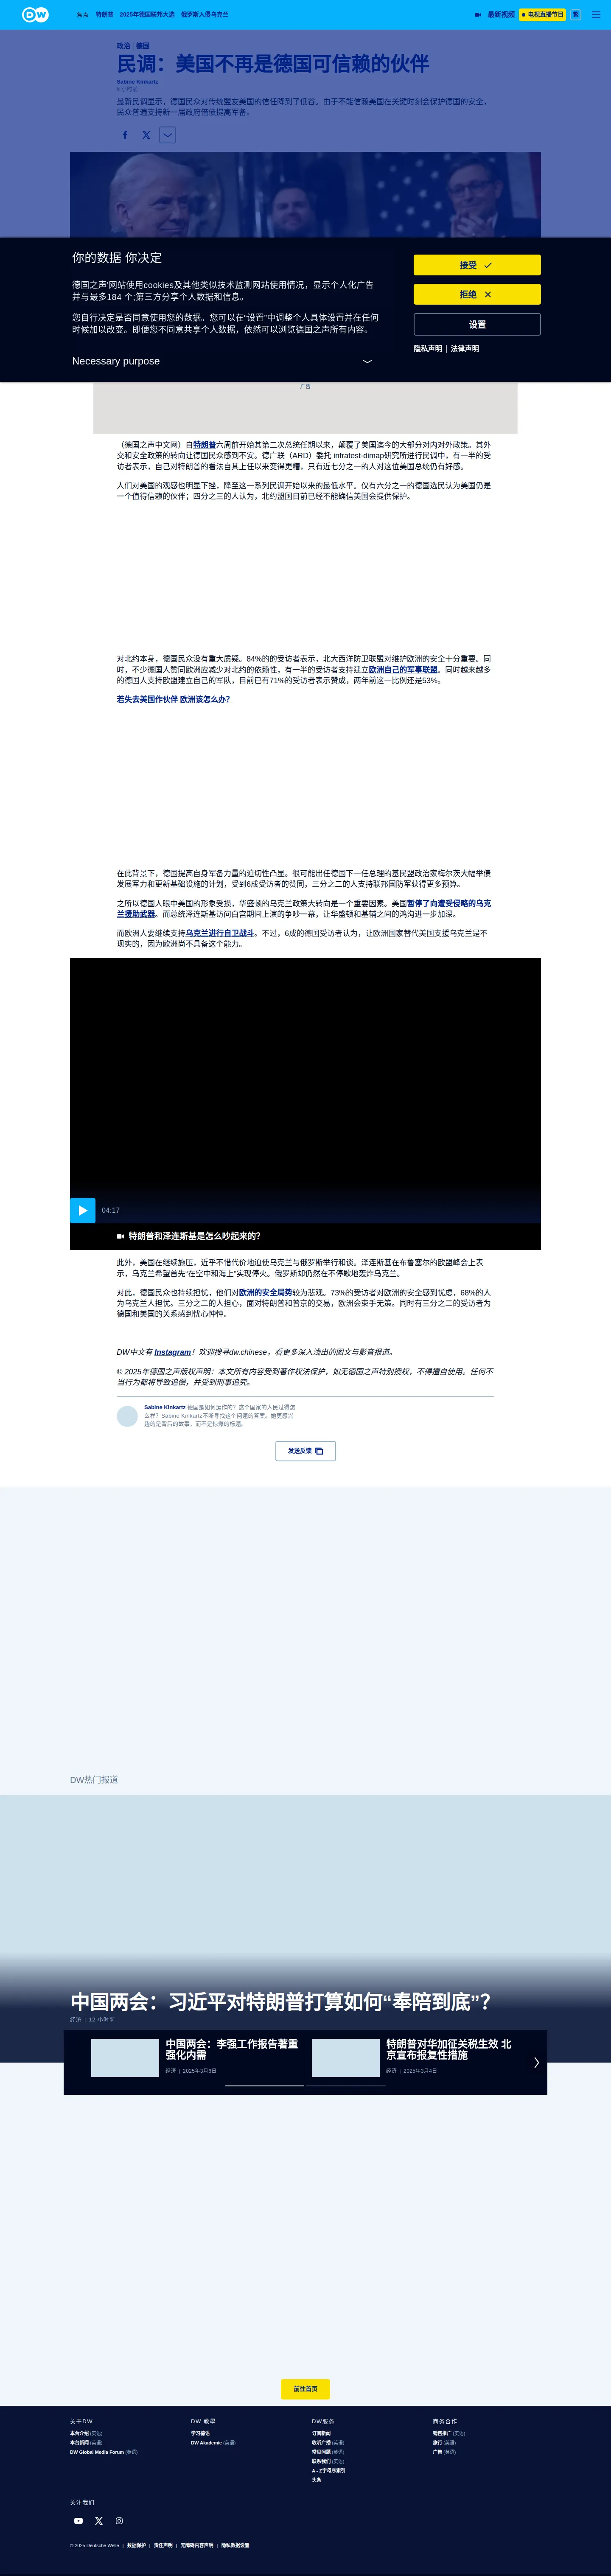 DW
焦点 特朗普 2025年德国联邦大选 俄罗斯入侵乌克兰
最新视频 电视直播节目 繁
政治 | 德国
民调：美国不再是德国可信赖的伙伴
Sabine Kinkartz
最新民调显示，德国民众对传统盟友美国的信任降到了低谷。由于不能信赖美国在关键时刻会保护德国的安全，
民众普遍支持新一届政府惜债提高军备。
你的数据 你决定
德国之声'网站使用cookies及其他类似技术监测网站使用情况，显示个人化广告
并与最多184 个;第三方分享个人数据和信息。
您自行决定是否同意使用您的数据。您可以在“设置”中调整个人具体设置并在任何
时候加以改变。即便您不同意共享个人数据，依然可以浏览德国之声所有内容。
Necessary purpose
接受
拒绝
设置
隐私声明 | 法律声明
广告
（德国之声中文网）自特朗普六周前开始其第二次总统任期以来，颠覆了美国迄今的大部分对内对外政策。其外
交和安全政策的转向让德国民众感到不安。德广联（ARD）委托 infratest-dimap研究所进行民调中，有一半的受
访者表示，自己对特朗普的看法自其上任以来变得更糟，只有近七分之一的人对这位美国总统仍有好感。
人们对美国的观感也明显下挫，降至这一系列民调开始以来的最低水平。仅有六分之一的德国选民认为美国仍是
一个值得信赖的伙伴；四分之三的人认为，北约盟国目前已经不能确信美国会提供保护。
对北约本身，德国民众没有重大质疑。84%的的受访者表示，北大西洋防卫联盟对维护欧洲的安全十分重要。同
时，不少德国人赞同欧洲应减少对北约的依赖性，有一半的受访者支持建立欧洲自己的军事联盟。同时越来越多
的德国人支持欧盟建立自己的军队，目前已有71%的受访者表示赞成，两年前这一比例还是53%。
若失去美国作伙伴 欧洲该怎么办？
在此背景下，德国提高自身军备力量的迫切性凸显。很可能出任德国下一任总理的基民盟政治家梅尔茨大幅举债
发展军力和更新基础设施的计划，受到6成受访者的赞同，三分之二的人支持联邦国防军获得更多预算。
之所以德国人眼中美国的形象受损，华盛顿的乌克兰政策大转向是一个重要因素。美国暂停了向遭受侵略的乌克
兰援助武器。而总统泽连斯基访问白宫期间上演的争吵一幕，让华盛顿和基辅之间的鸿沟进一步加深。
而欧洲人要继续支持乌克兰进行自卫战斗。不过，6成的德国受访者认为，让欧洲国家替代美国支援乌克兰是不
现实的，因为欧洲尚不具备这个能力。
04:17
特朗普和泽连斯基是怎么吵起来的？
此外，美国在继续施压，近乎不惜代价地迫使乌克兰与俄罗斯举行和谈。泽连斯基在布鲁塞尔的欧盟峰会上表
示，乌克兰希望首先“在空中和海上”实现停火。俄罗斯却仍然在不停歇地轰炸乌克兰。
对此，德国民众也持续担忧，他们对欧洲的安全局势较为悲观。73%的受访者对欧洲的安全感到忧虑，68%的人
为乌克兰人担忧。三分之二的人担心，面对特朗普和普京的交易，欧洲会束手无策。同时有三分之二的受访者为
德国和美国的关系感到忧心忡忡。
DW中文有 Instagram！欢迎搜寻dw.chinese，看更多深入浅出的图文与影音报道。
© 2025年德国之声版权声明：本文所有内容受到著作权法保护，如无德国之声特别授权，不得擅自使用。任何不
当行为都将导致追偿，并受到刑事追究。
Sabine Kinkartz 德国是如何运作的？这个国家的人民过得怎
么样？Sabine Kinkartz不断寻找这个问题的答案。她更感兴
趣的是背后的故事，而不是惊爆的标题。
发送反馈
DW热门报道
中国两会：习近平对特朗普打算如何“奉陪到底”？
经济 | 12 小时前
中国两会：李强工作报告著重
强化内需
经济 | 2025年3月6日
特朗普对华加征关税生效 北
京宣布报复性措施
经济 | 2025年3月4日
前往首页
关于DW
本台介绍 (英语)
本台新闻 (英语)
DW Global Media Forum (英语)
DW 教學
学习德语
DW Akademie (英语)
DW服务
订阅新闻
收听广播 (英语)
常见问题 (英语)
联系我们 (英语)
A - Z字母序索引
头条
商务合作
销售推广 (英语)
旅行 (英语)
广告 (英语)
关注我们
© 2025 Deutsche Welle | 数据保护 | 责任声明 | 无障碍内容声明 | 隐私数据设置